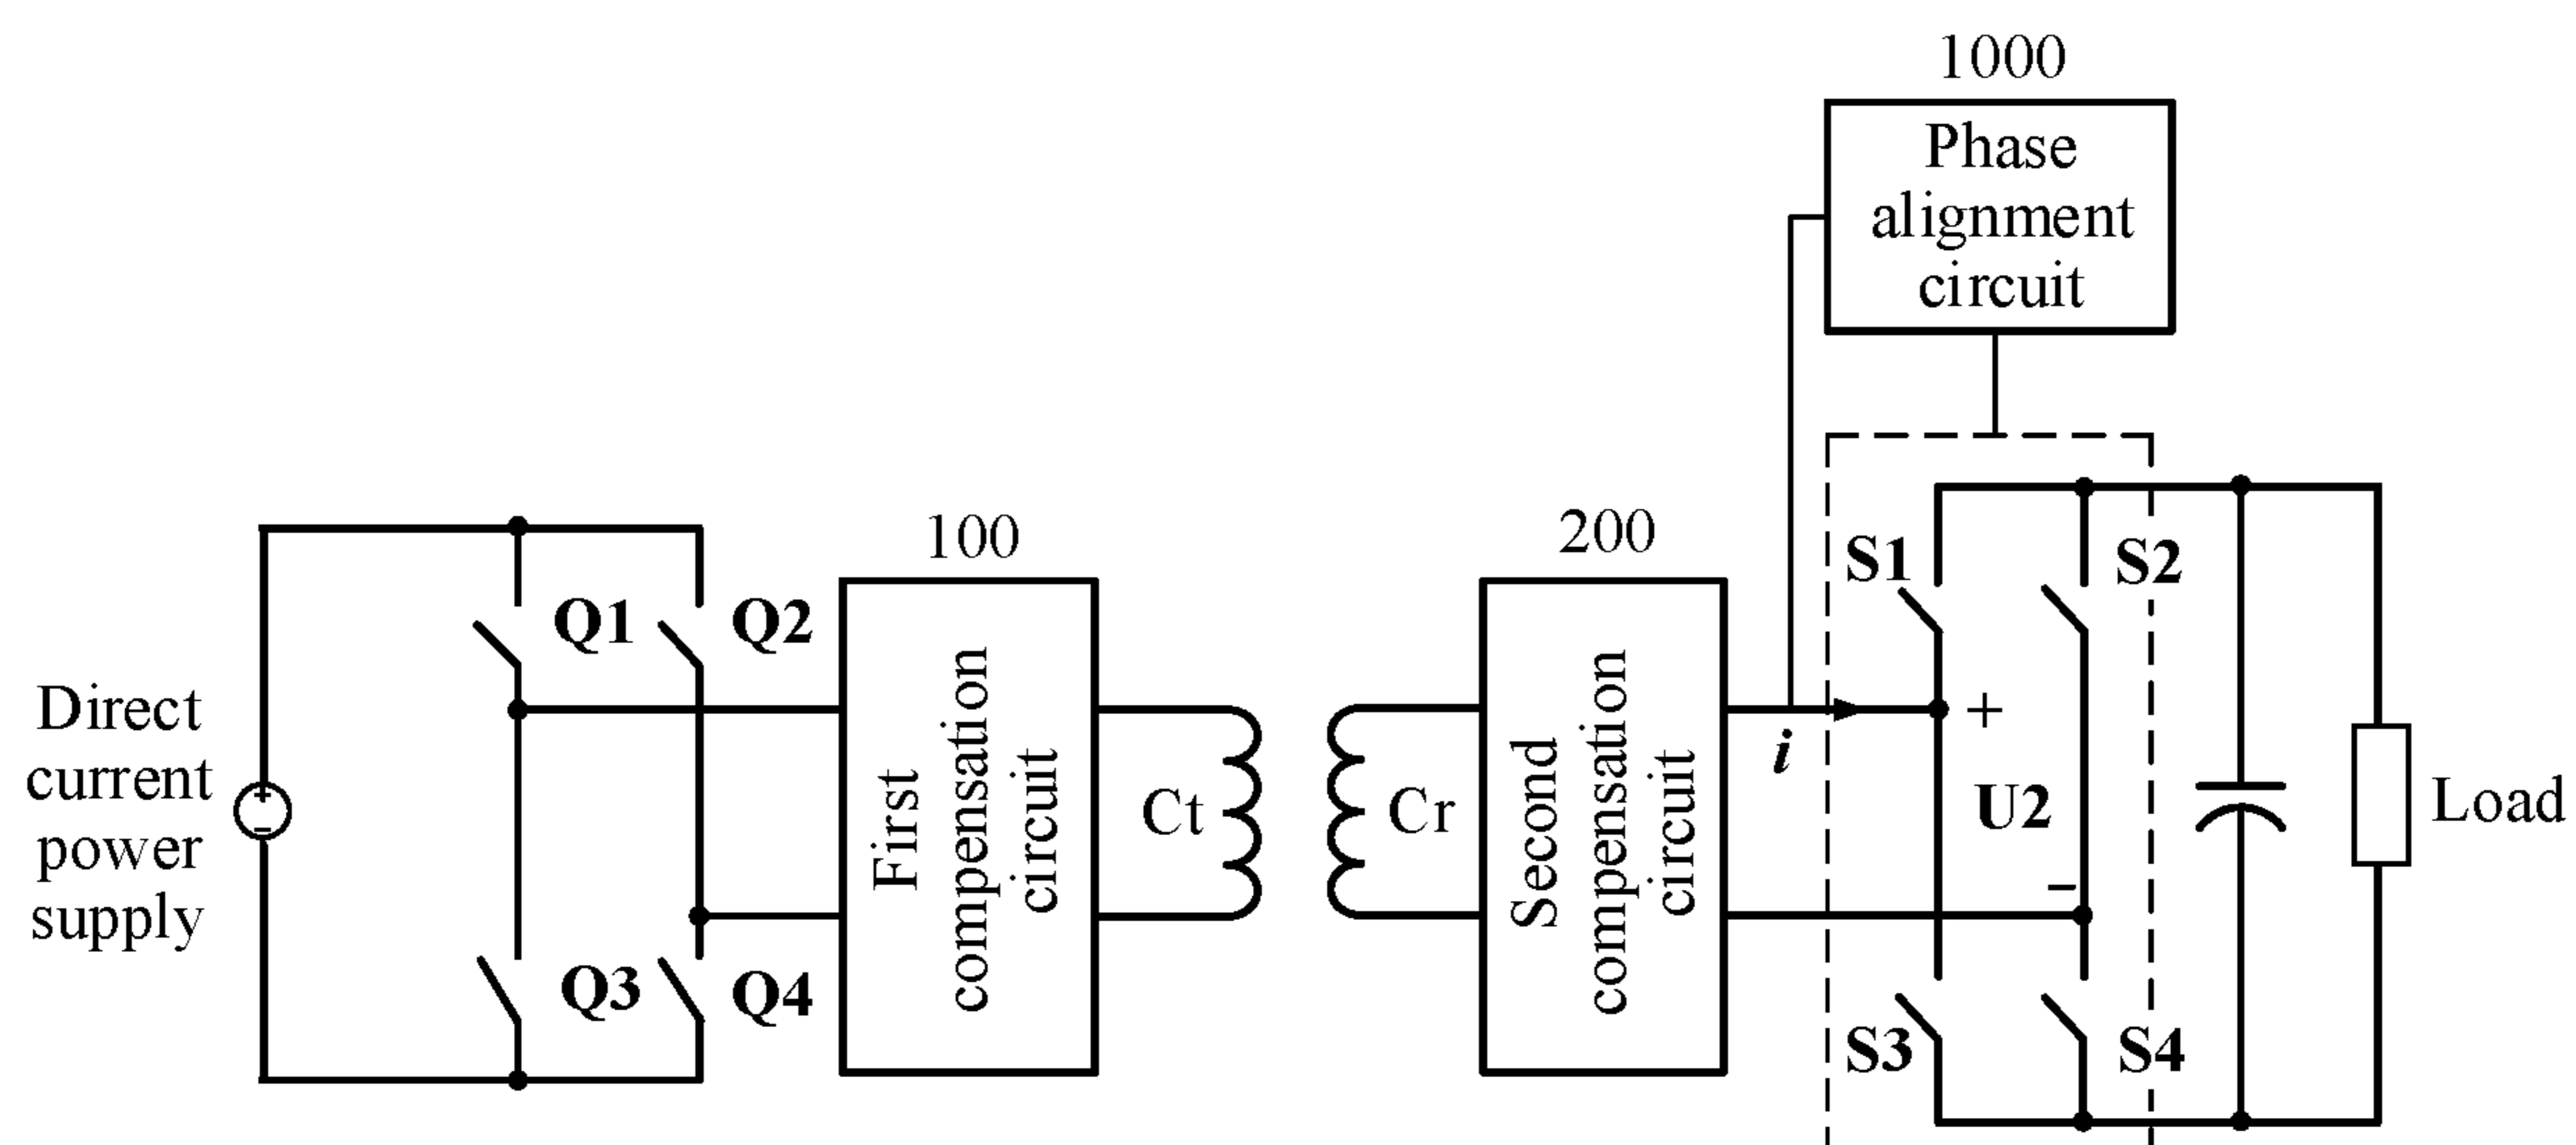 1000
Phase
alignment
circuit
100
200
S1
S2
Q1
Q2
Direct
current
power
supply
+
−
First
compensation
circuit
Ct
Cr
Second
compensation
circuit
i
+
U2
−
Load
Q3
Q4
S3
S4